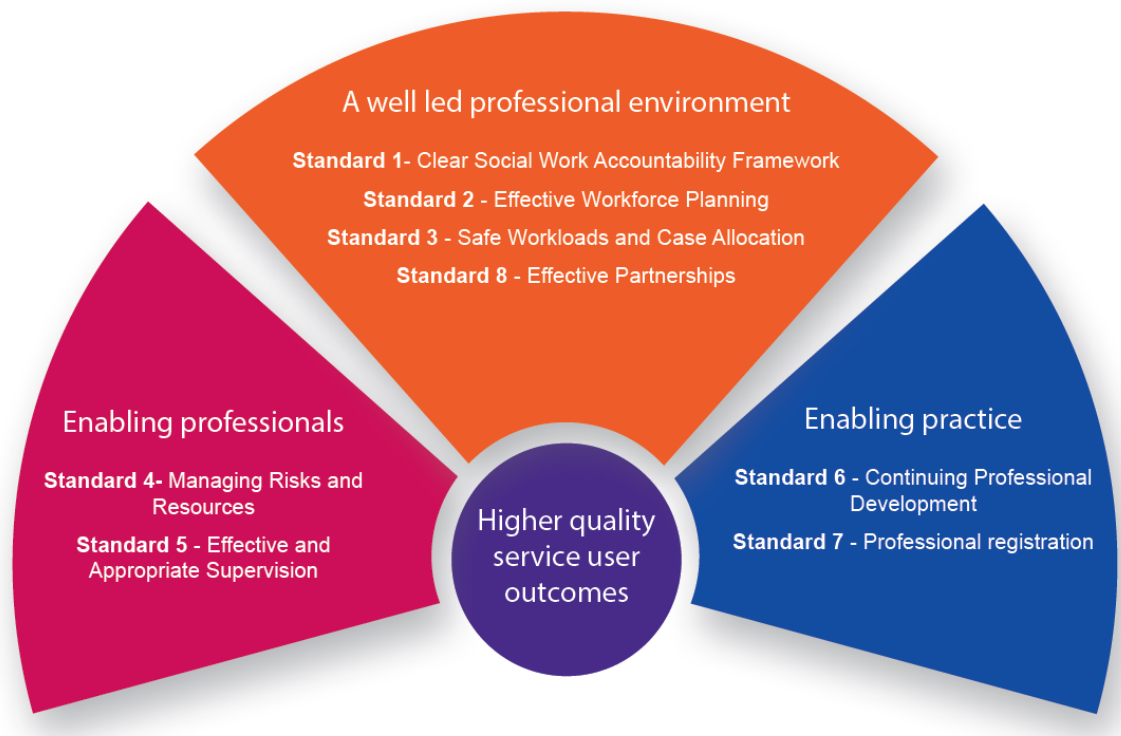 A well led professional environment
Standard 1- Clear Social Work Accountability Framework
Standard 2 - Effective Workforce Planning
Standard 3 - Safe Workloads and Case Allocation
Standard 8 - Effective Partnerships
Enabling professionals
Standard 4- Managing Risks and
Resources
Standard 5 - Effective and
Appropriate Supervision
Higher quality
service user
outcomes
Enabling practice
Standard 6 - Continuing Professional
Development
Standard 7 - Professional registration